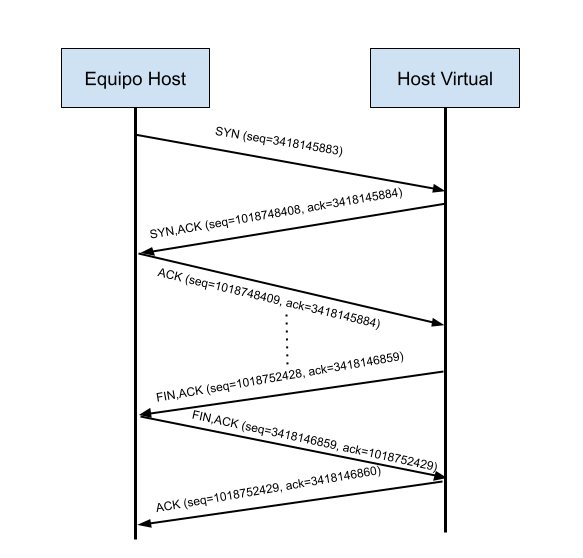 Equipo Host
Host Virtual
SYN (seq=3418145883)
SYN,ACK (seq=1018748408, ack=3418145884)
ACK (seq=1018748409, ack=3418145884)
FIN,ACK (seq=1018752428, ack=3418146859)
FIN,ACK (seq=3418146859, ack=1018752429)
ACK (seq=1018752429, ack=3418146860)